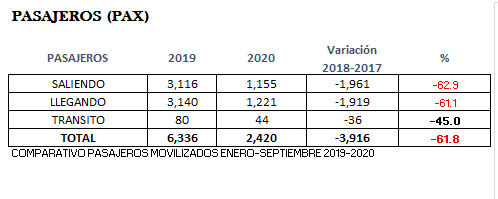 PASAJEROS (PAX)
PASAJEROS 2019 2020 Variación 2018-2017 %
SALIENDO 3,116 1,155 -1,961 -62.9
LLEGANDO 3,140 1,221 -1,919 -61.1
TRANSITO 80 44 -36 -45.0
TOTAL 6,336 2,420 -3,916 -61.8
COMPARATIVO PASAJEROS MOVILIZADOS ENERO-SEPTIEMBRE 2019-2020